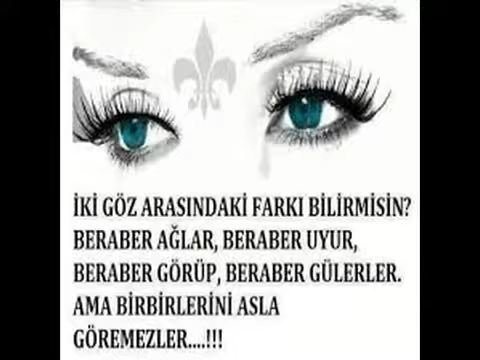 İKİ GÖZ ARASINDAKİ FARKI BİLİRMİSİN?
BERABER AĞLAR, BERABER UYUR,
BERABER GÖRÜP, BERABER GÜLERLER.
AMA BİRBİRLERİNİ ASLA
GÖREMEZLER....!!!